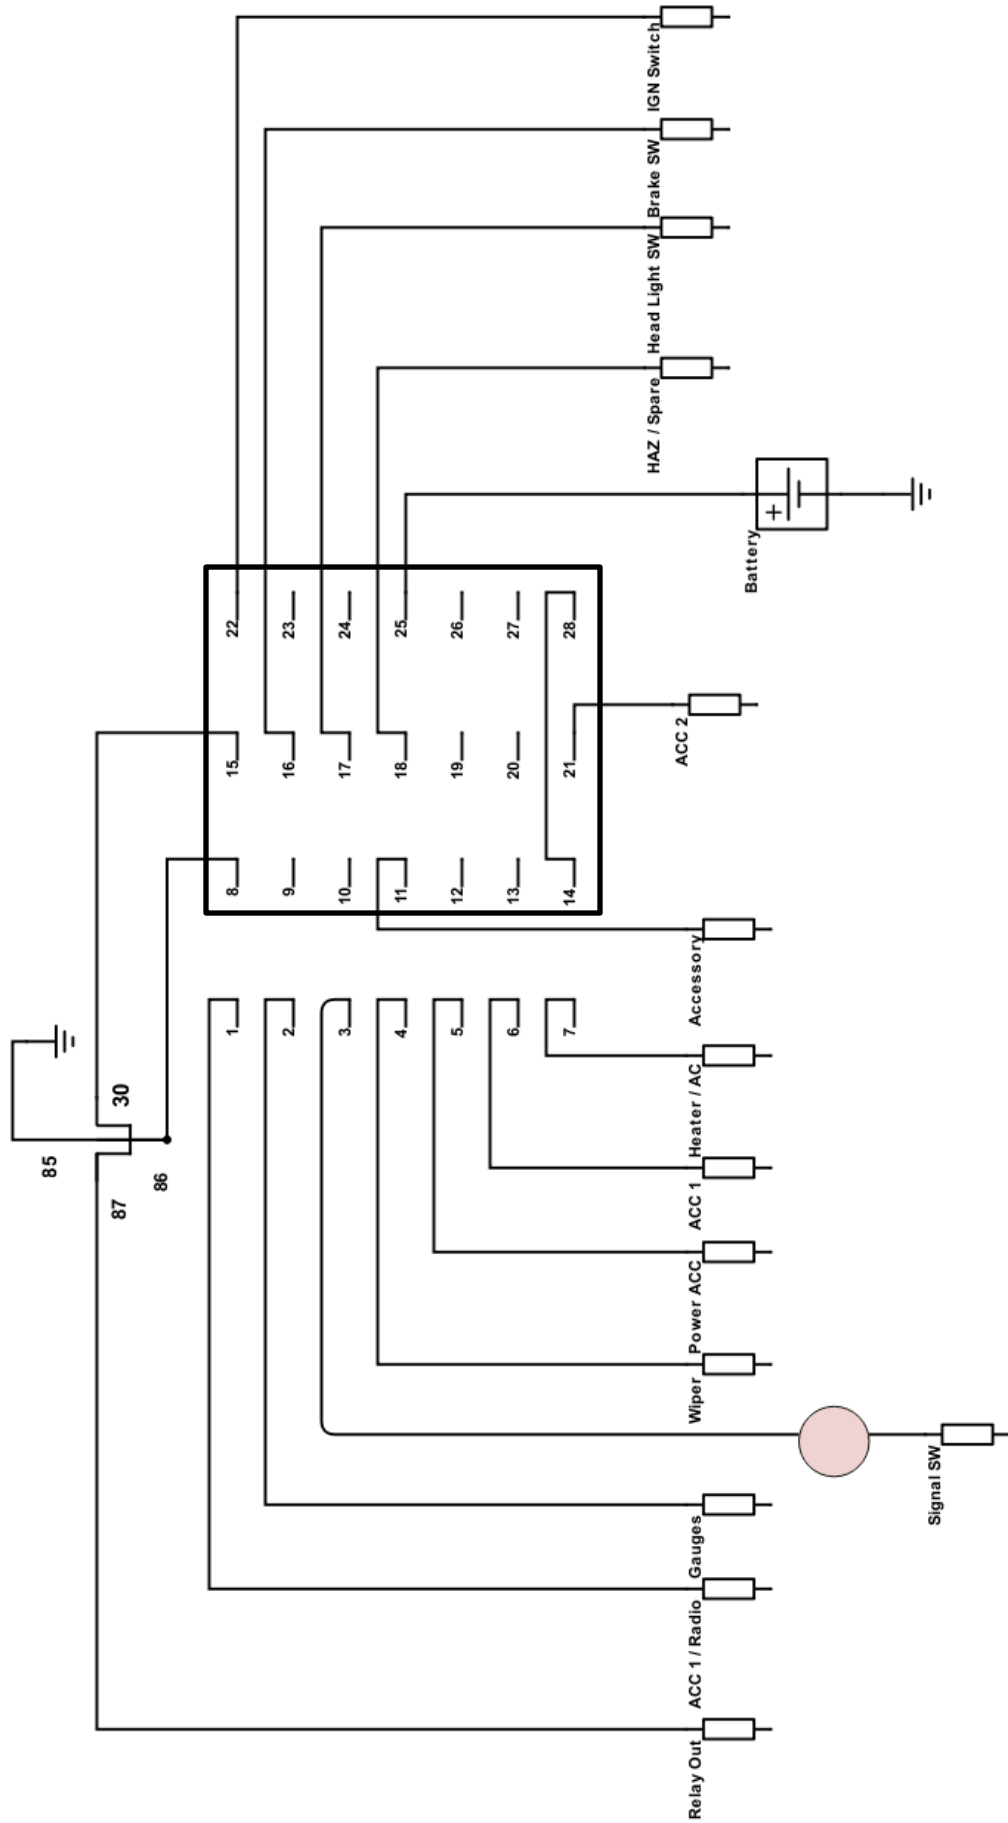 30
85
86
87
1
2
3
4
5
6
7
8
9
10
11
12
13
14
15
16
17
18
19
20
21
22
23
24
25
26
27
28
Relay Out
ACC 1 / Radio
Gauges
Signal SW
Wiper
Power ACC
ACC 1
Heater / AC
Accessory
ACC 2
Battery
+
HAZ / Spare
Head Light SW
Brake SW
IGN Switch